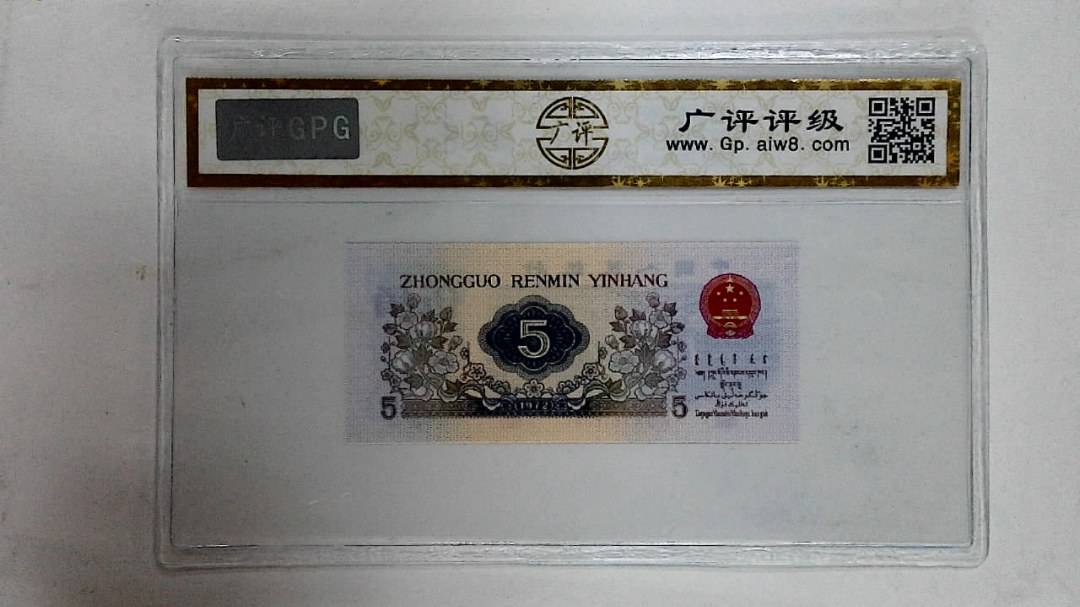 广评GPG
广评
广评评级
www.Gp.aiw8.com
ZHONGGUO RENMIN YINHANG
5
5
5
1972